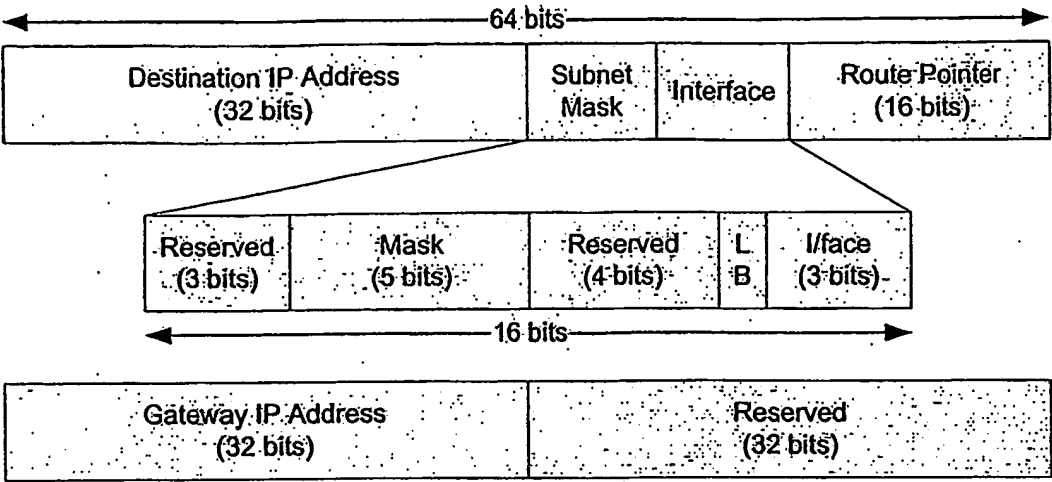 64 bits
Destination IP Address
(32 bits)
Subnet
Mask
Interface
Route Pointer
(16 bits)
Reserved
(3 bits)
Mask
(5 bits)
Reserved
(4 bits)
L
B
I/face
(3 bits)
16 bits
Gateway IP Address
(32 bits)
Reserved
(32 bits)